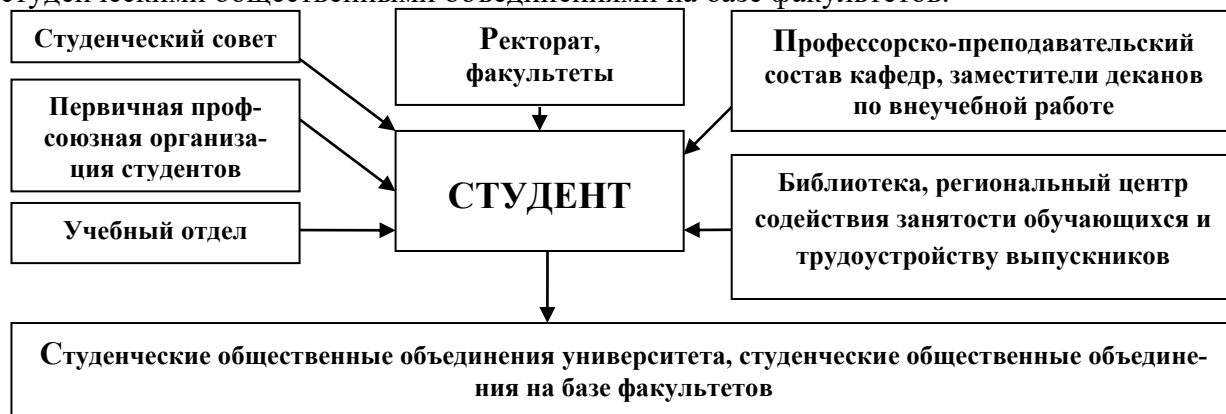 студенческими общественными объединениями на базе факультетов.
Студенческий совет
Ректорат,
факультеты
Профессорско-преподавательский
состав кафедр, заместители деканов
по внеучебной работе
Первичная проф-
союзная организа-
ция студентов
СТУДЕНТ
Библиотека, региональный центр
содействия занятости обучающихся и
трудоустройству выпускников
Учебный отдел
Студенческие общественные объединения университета, студенческие общественные объедине-
ния на базе факультетов